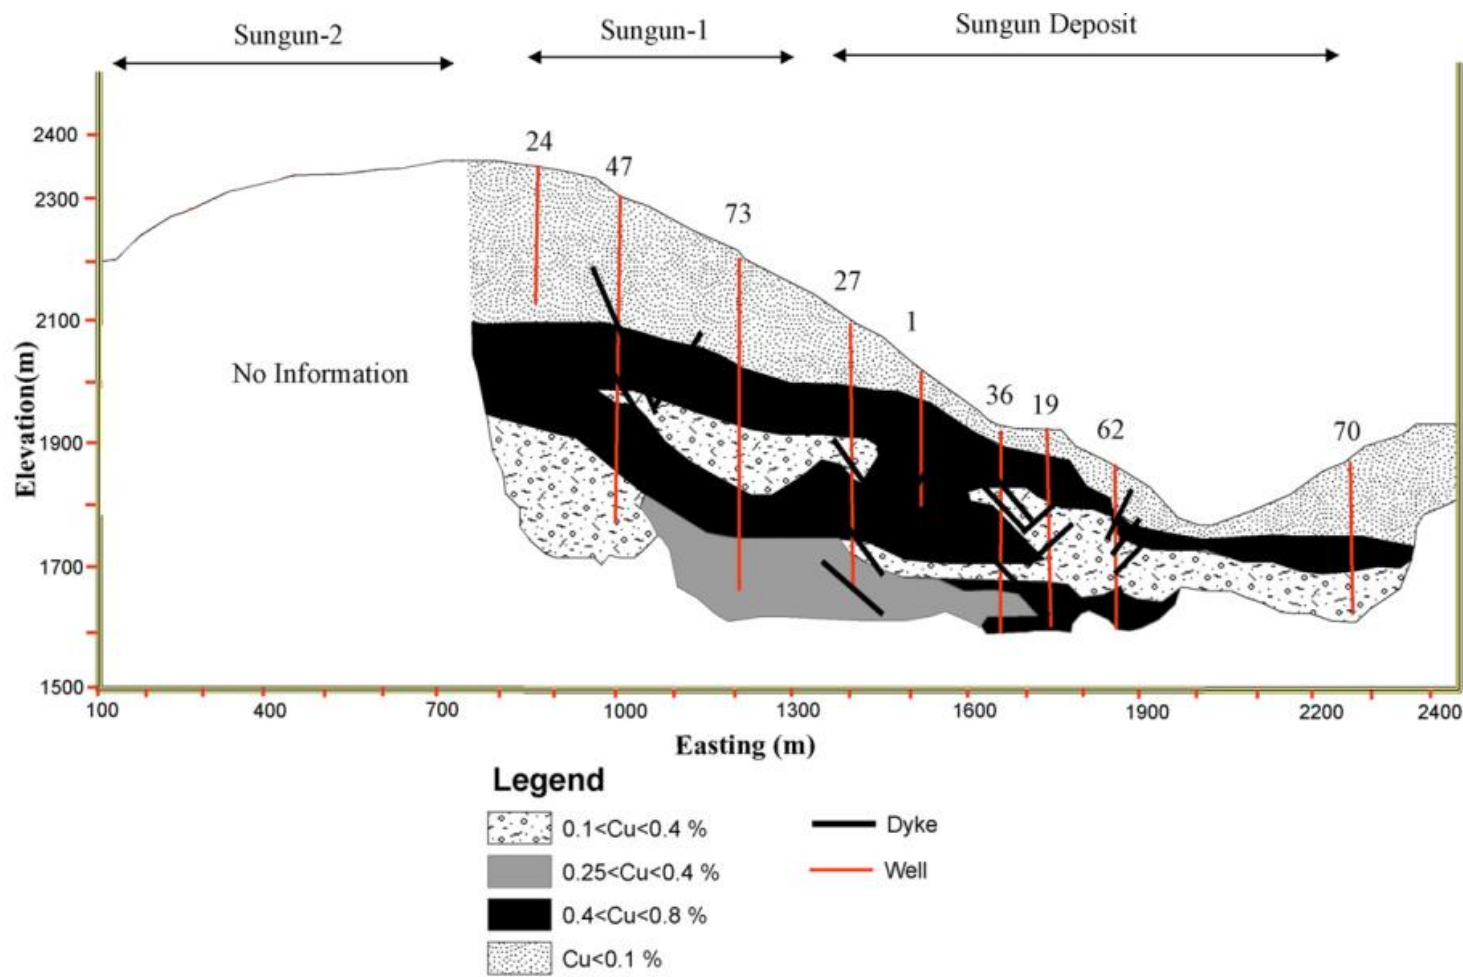 Sungun-2
Sungun-1
Sungun Deposit
24
47
73
27
1
36
19
62
70
No Information
Elevation(m)
2400
2300
2100
1900
1700
1500
100
400
700
1000
1300
1600
1900
2200
2400
Easting (m)
Legend
0.1<Cu<0.4 %
0.25<Cu<0.4 %
0.4<Cu<0.8 %
Cu<0.1 %
Dyke
Well